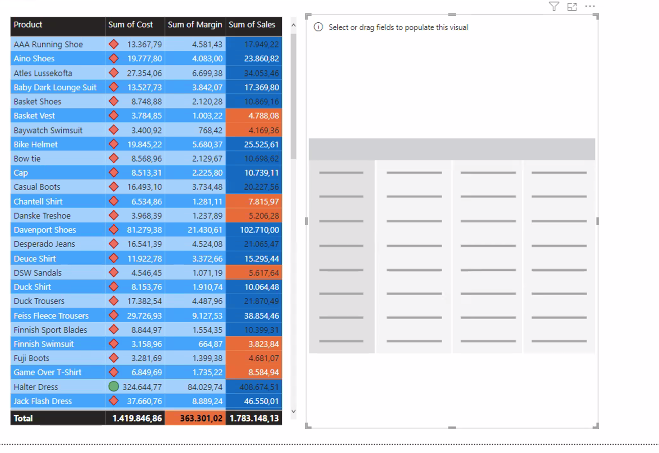 Product Sum of Cost Sum of Margin Sum of Sales
AAA Running Shoe 13.367,79 4.581,43 17.949,22
Aino Shoes 19.777,80 4.083,00 23.860,82
Atles Lussekofta 27.354,06 6.699,38 34.053,46
Baby Dark Lounge Suit 13.527,73 3.842,07 17.369,80
Basket Shoes 8.748,88 2.120,28 10.869,16
Basket Vest 3.784,85 1.003,22 4.788,08
Baywatch Swimsuit 3.400,92 768,42 4.169,36
Bike Helmet 19.845,22 5.680,37 25.525,61
Bow tie 8.568,96 2.129,67 10.698,62
Cap 8.513,31 2.225,80 10.739,11
Casual Boots 16.493,10 3.734,48 20.227,56
Chantell Shirt 6.534,86 1.281,11 7.815,97
Danske Treshoe 3.968,39 1.237,89 5.206,28
Davenport Shoes 81.279,38 21.430,61 102.710,00
Desperado Jeans 16.541,39 4.524,08 21.065,47
Deuce Shirt 11.922,78 3.372,66 15.295,44
DSW Sandals 4.546,45 1.071,19 5.617,64
Duck Shirt 8.153,76 1.910,74 10.064,48
Duck Trousers 17.382,54 4.487,96 21.870,49
Feiss Fleece Trousers 29.726,93 9.127,53 38.854,46
Finnish Sport Blades 8.844,97 1.554,35 10.399,31
Finnish Swimsuit 3.158,96 664,87 3.823,84
Fuji Boots 3.281,69 1.399,38 4.681,07
Game Over T-Shirt 6.849,69 1.735,22 8.584,94
Halter Dress 324.644,77 84.029,74 408.674,51
Jack Flash Dress 37.660,76 8.889,24 46.550,01
Total 1.419.846,86 363.301,02 1.783.148,13
Select or drag fields to populate this visual